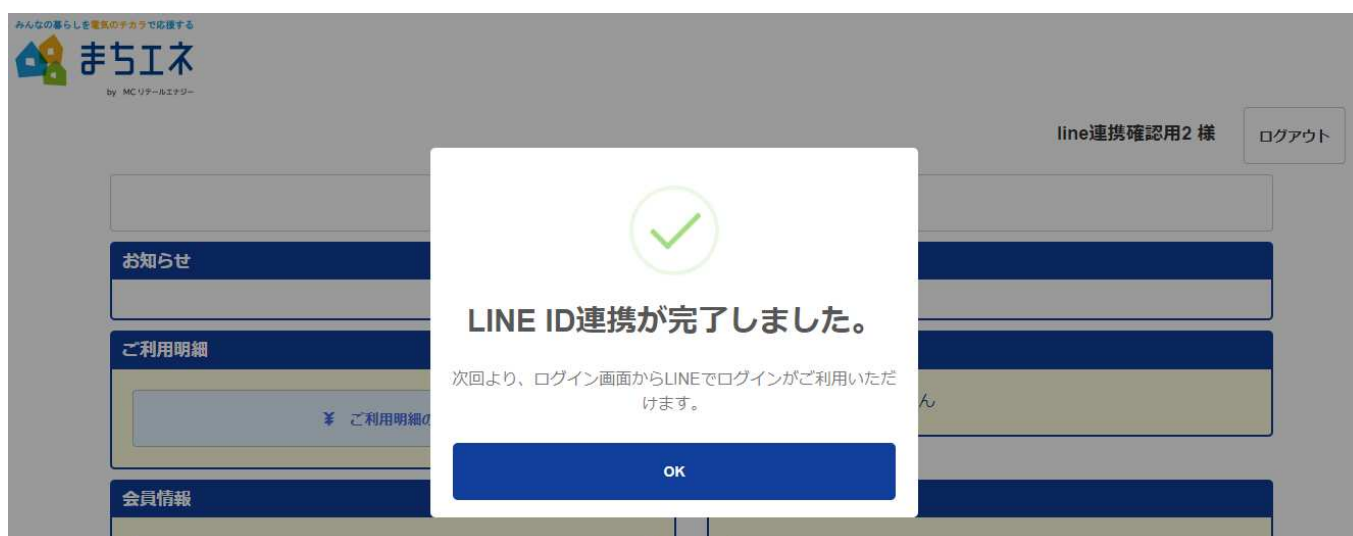 みんなの暮らしを電気のチカラで応援する
まちエネ
by MCリテールエナジー
line連携確認用2 様
ログアウト
お知らせ
LINE ID連携が完了しました。
ご利用明細
次回より、ログイン画面からLINEでログインがご利用いただ
けます。
¥ ご利用明細の
ん
OK
会員情報